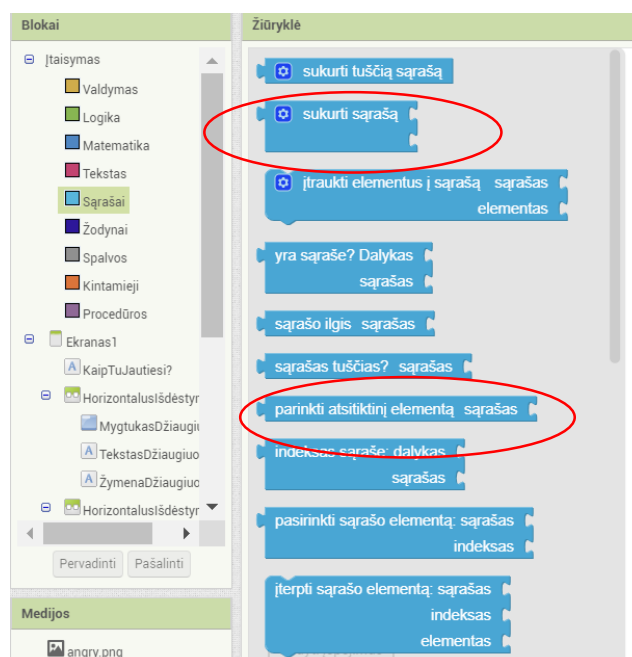 Blokai
Įtaisymas
Valdymas
Logika
Matematika
Tekstas
Sąrašai
Žodynai
Spalvos
Kintamieji
Procedūros
Ekranas1
KaipTuJautiesi?
HorizontalusIšdėstyr
MygtukasDžiaugiu
TekstasDžiaugiuo
ŽymenaDžiaugiuo
HorizontalusIšdėstyr
Pervadinti Pašalinti
Medijos
angry.png
Žiūryklė
sukurti tuščią sąrašą
sukurti sąrašą
įtraukti elementus į sąrašą sąrašas
elementas
yra sąraše? Dalykas
sąrašas
sąrašo ilgis sąrašas
sąrašas tuščias? sąrašas
parinkti atsitiktinį elementą sąrašas
indeksas sąraše: dalykas
sąrašas
pasirinkti sąrašo elementą: sąrašas
indeksas
įterpti sąrašo elementą: sąrašas
indeksas
elementas